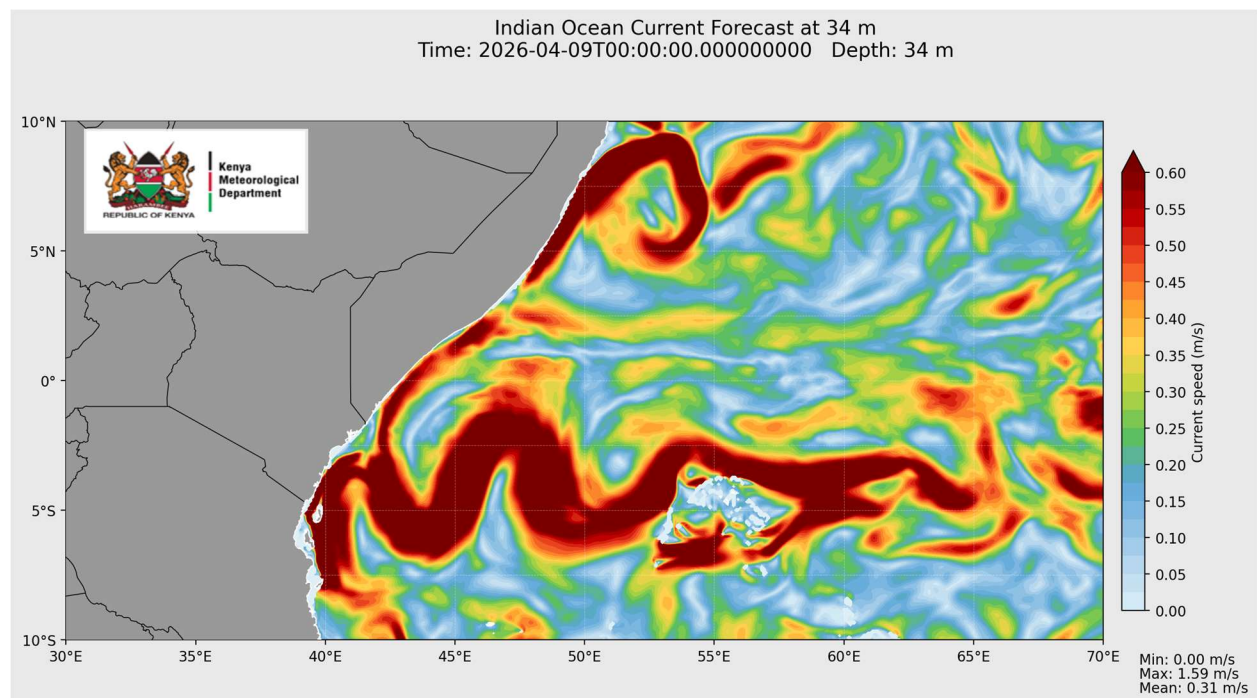 Indian Ocean Current Forecast at 34 m
Time: 2026-04-09T00:00:00.000000000   Depth: 34 m
10°N
5°N
0°
5°S
10°S
30°E
35°E
40°E
45°E
50°E
55°E
60°E
65°E
70°E
Kenya
Meteorological
Department
HARAMBEE
REPUBLIC OF KENYA
0.60
0.55
0.50
0.45
0.40
0.35
0.30
0.25
0.20
0.15
0.10
0.05
0.00
Current speed (m/s)
Min: 0.00 m/s
Max: 1.59 m/s
Mean: 0.31 m/s